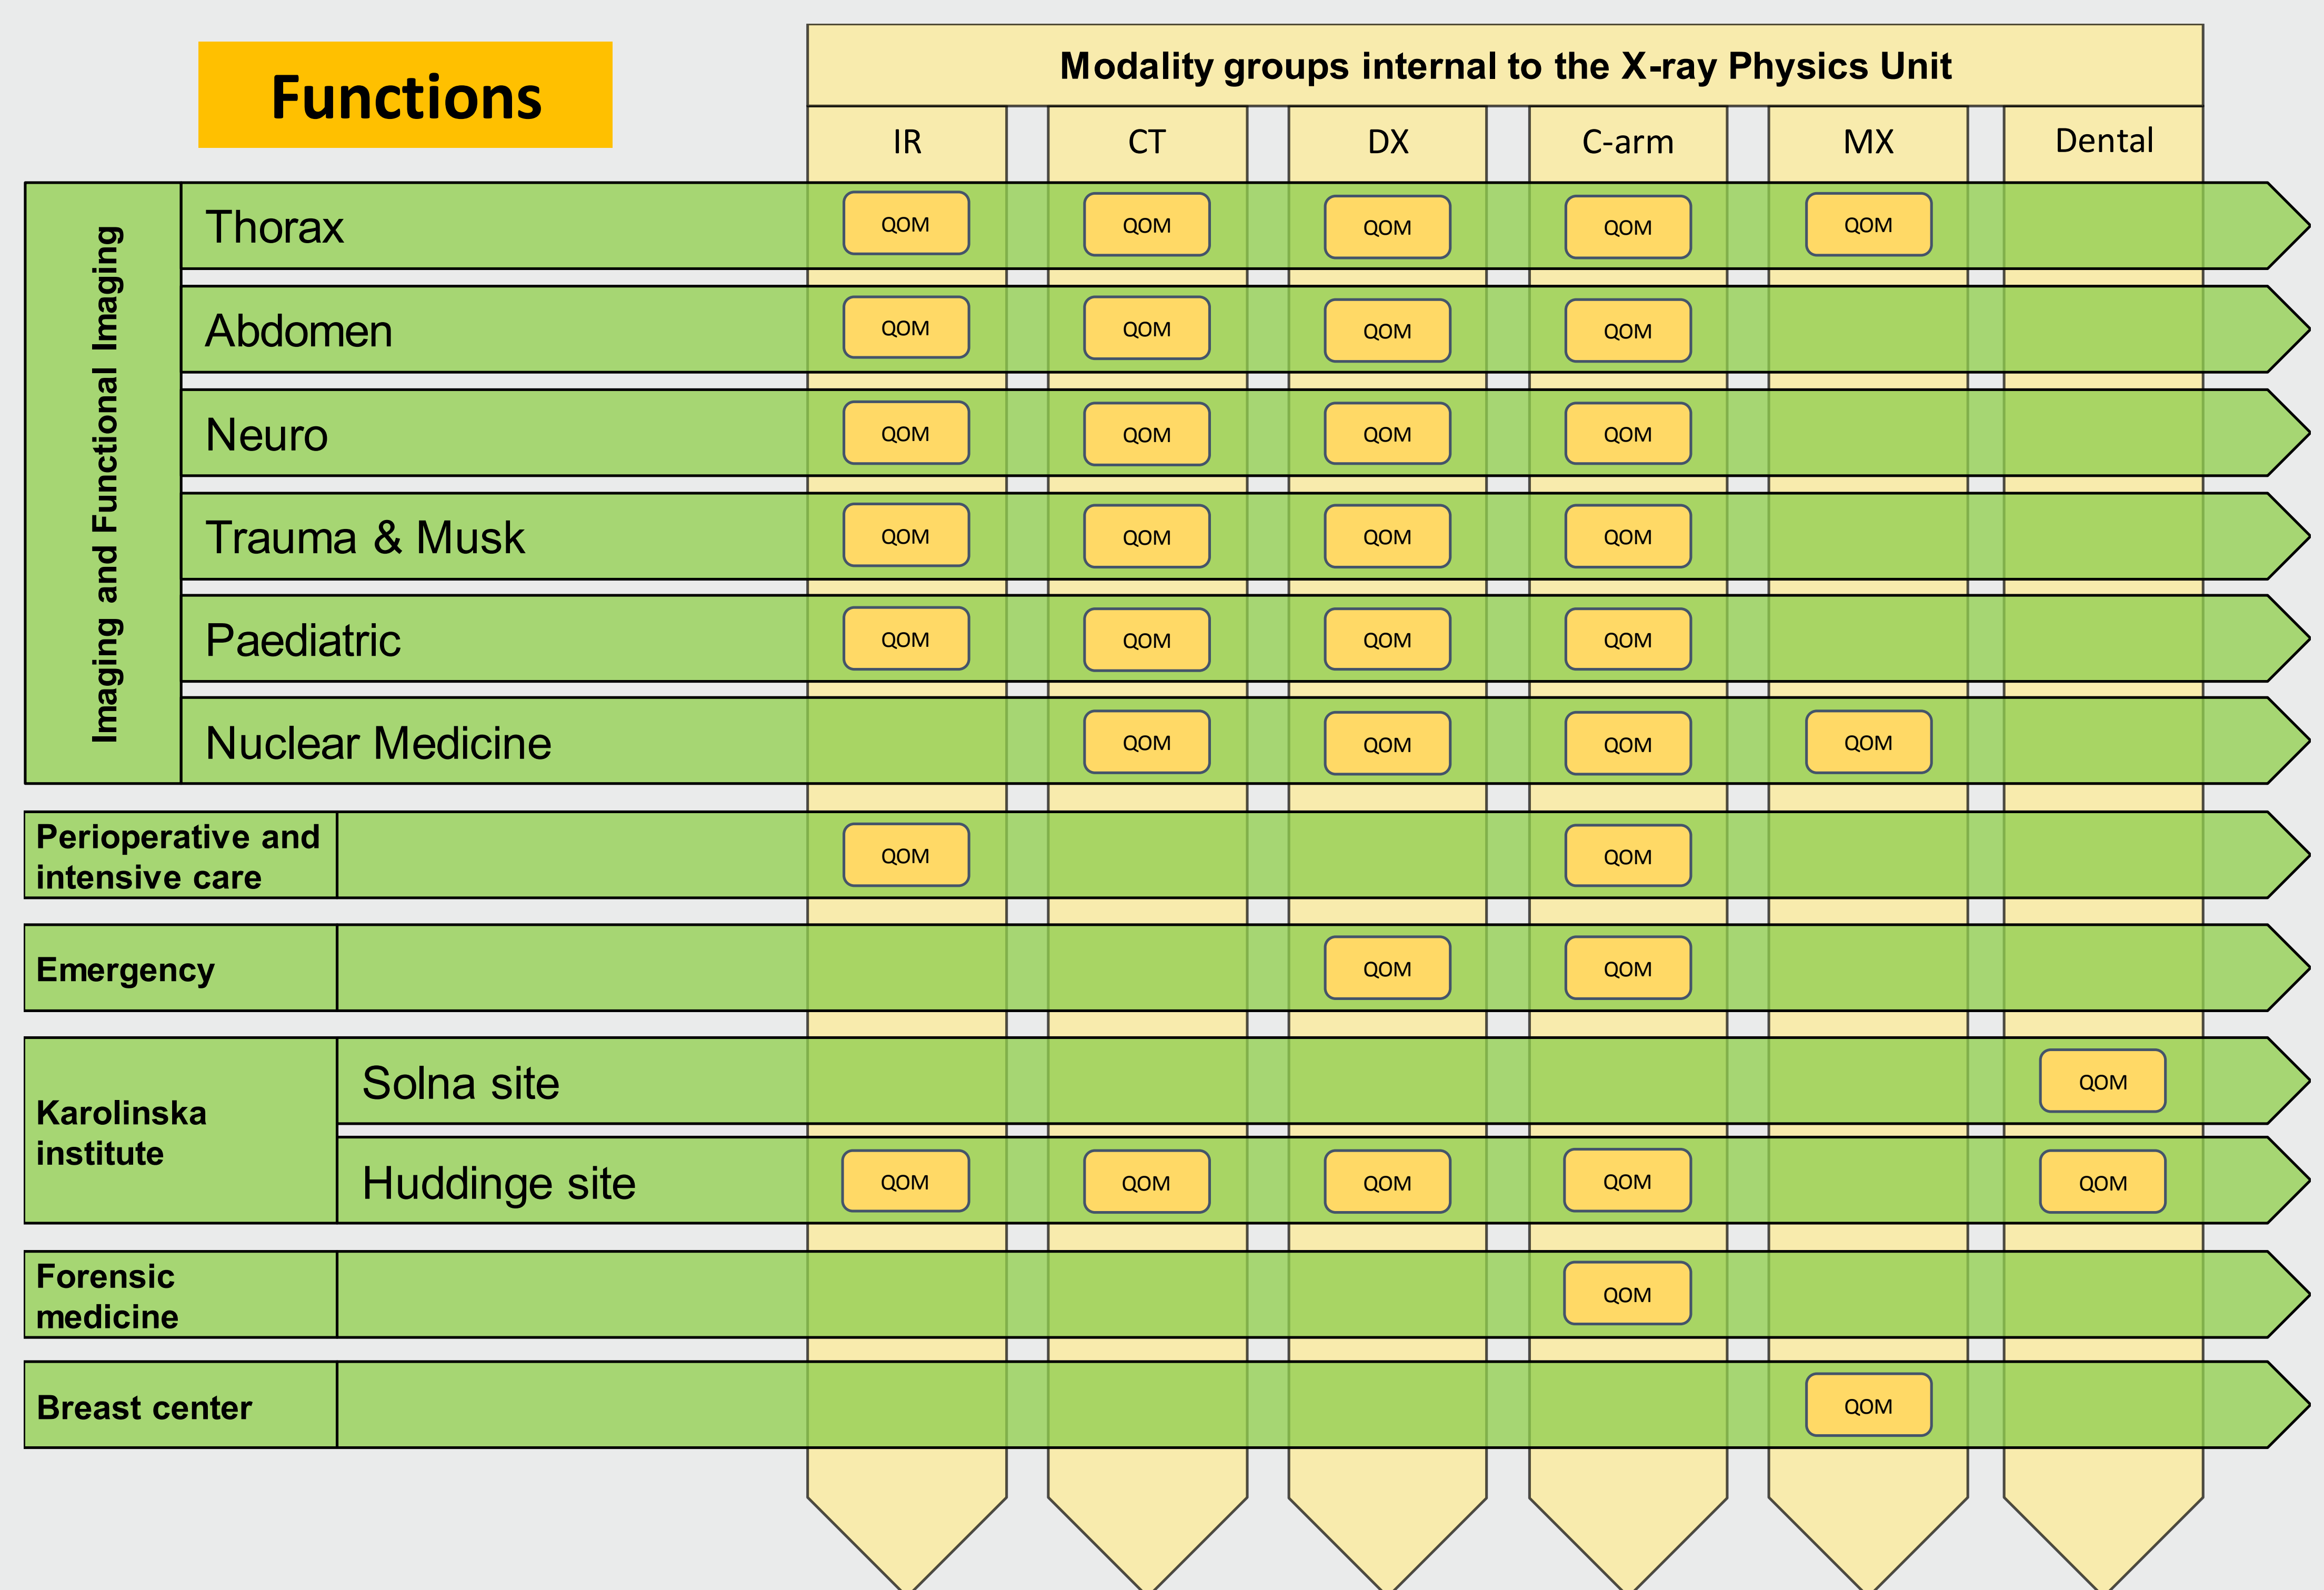 Functions
Modality groups internal to the X-ray Physics Unit
IR CT DX C-arm MX Dental
Imaging and Functional Imaging
Thorax QOM QOM QOM QOM QOM
Abdomen QOM QOM QOM QOM
Neuro QOM QOM QOM QOM
Trauma & Musk QOM QOM QOM QOM
Paediatric QOM QOM QOM QOM
Nuclear Medicine QOM QOM QOM QOM
Perioperative and
intensive care QOM QOM
Emergency QOM QOM
Karolinska
institute
Solna site QOM
Huddinge site QOM QOM QOM QOM QOM
Forensic
medicine QOM
Breast center QOM